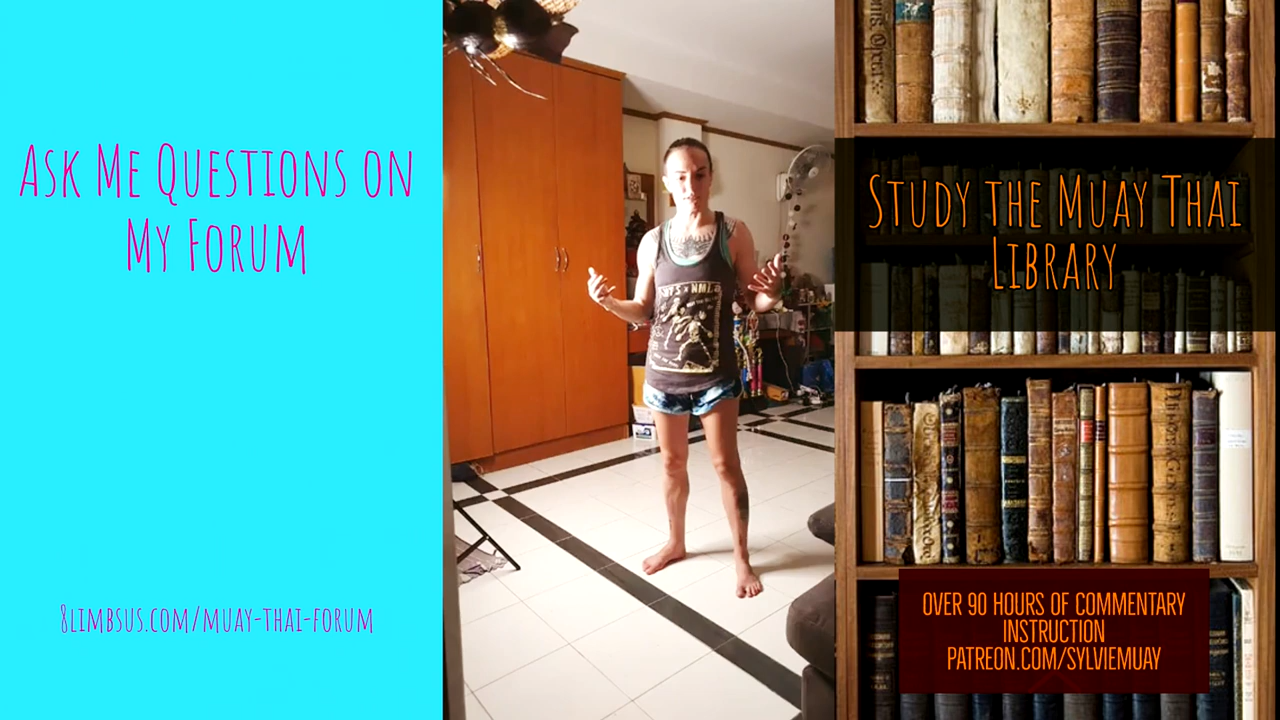 Ask Me Questions on
My Forum
8limbsus.com/muay-thai-forum
Study the Muay Thai
Library
OVER 90 HOURS OF COMMENTARY
INSTRUCTION
PATREON.COM/SYLVIEMUAY